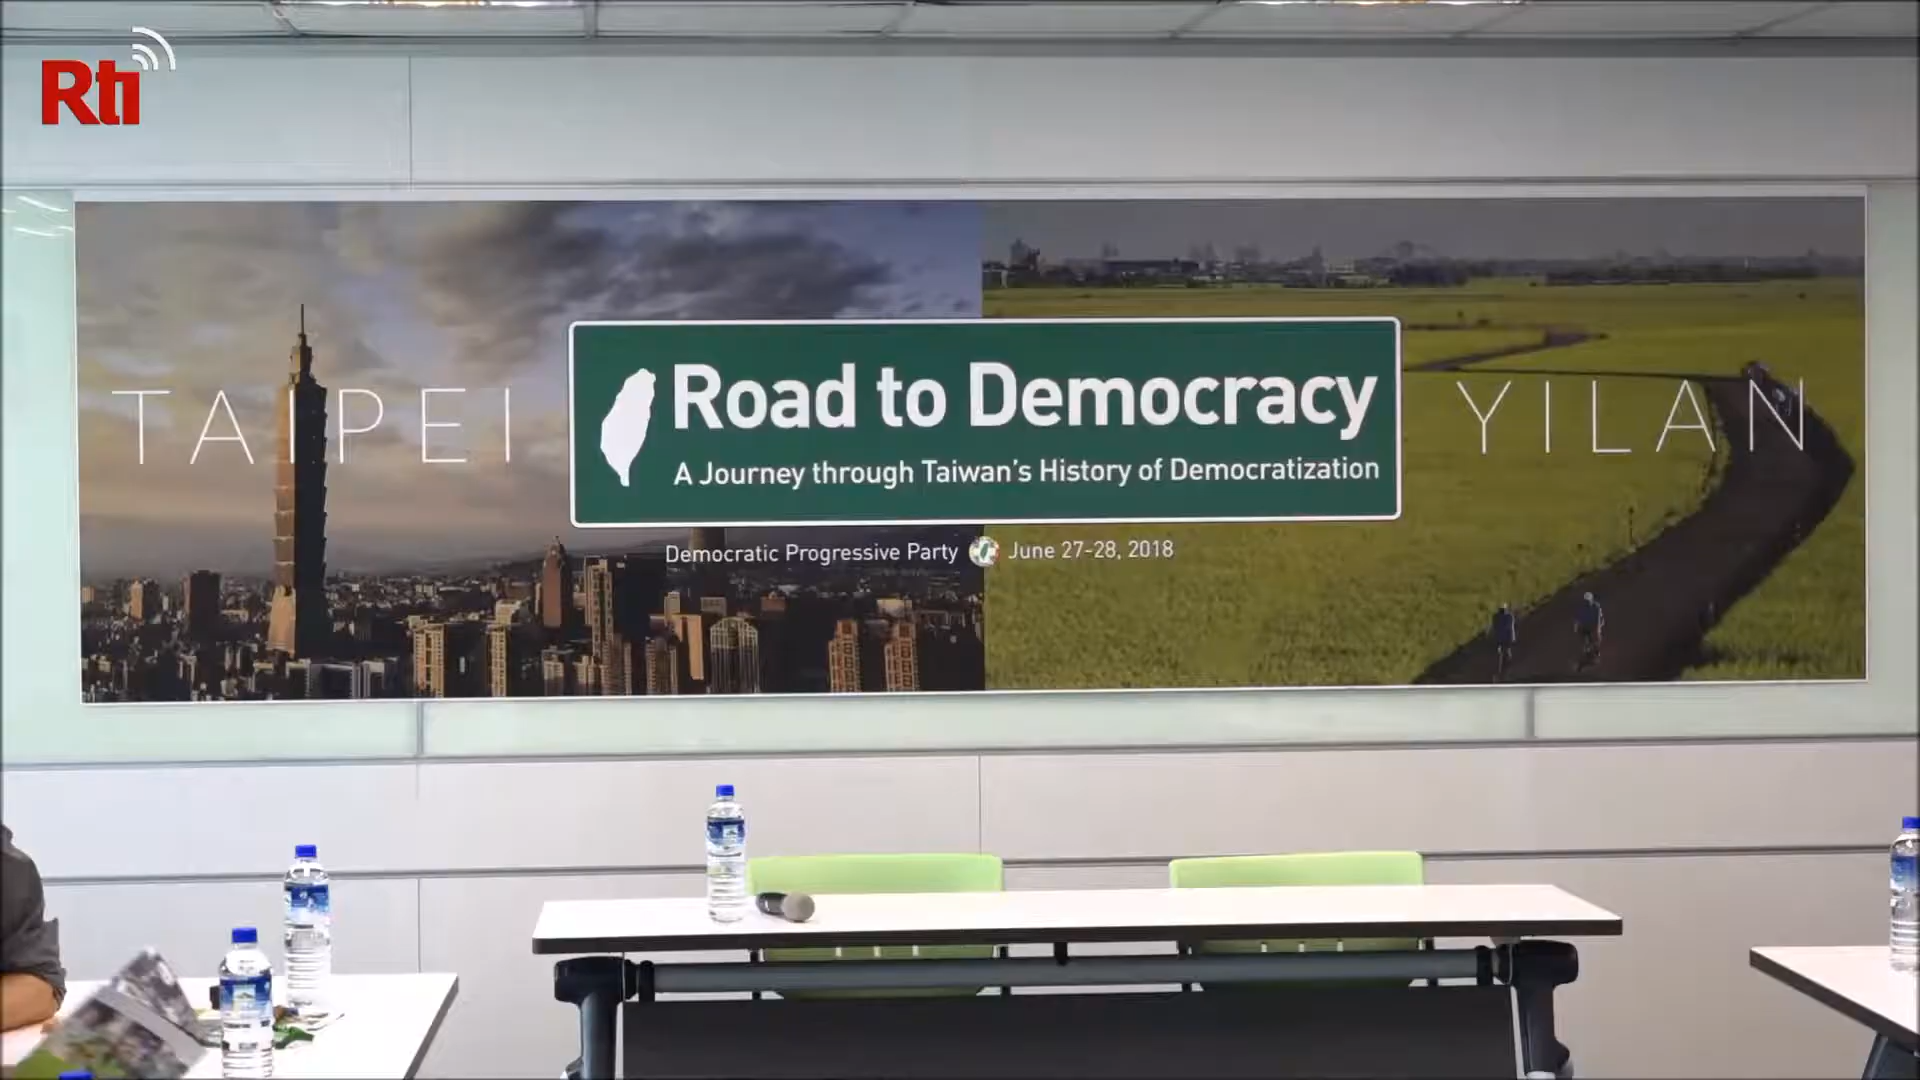 Rti
TAIPEI
Road to Democracy
A Journey through Taiwan's History of Democratization
YILAN
Democratic Progressive Party June 27-28, 2018